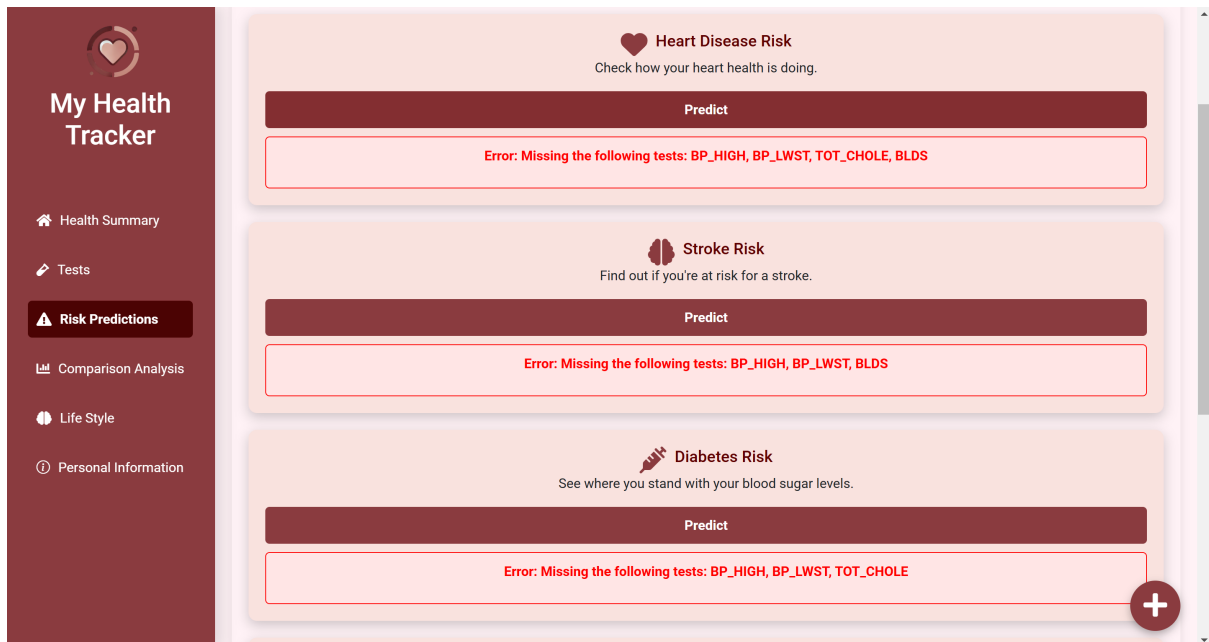 My Health
Tracker
Health Summary
Tests
Risk Predictions
Comparison Analysis
Life Style
Personal Information
Heart Disease Risk
Check how your heart health is doing.
Predict
Error: Missing the following tests: BP_HIGH, BP_LWST, TOT_CHOLE, BLDS
Stroke Risk
Find out if you're at risk for a stroke.
Predict
Error: Missing the following tests: BP_HIGH, BP_LWST, BLDS
Diabetes Risk
See where you stand with your blood sugar levels.
Predict
Error: Missing the following tests: BP_HIGH, BP_LWST, TOT_CHOLE